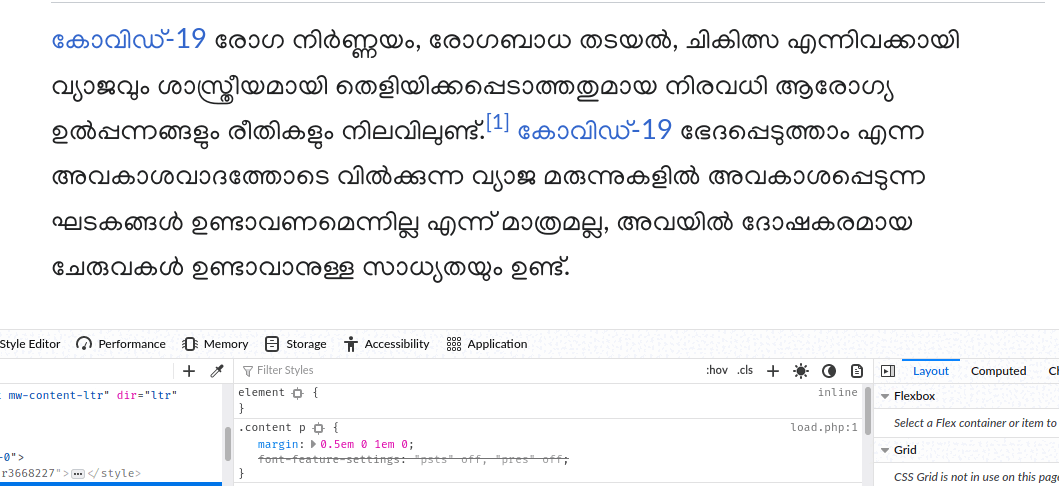 കോവിഡ്-19 രോഗ നിർണ്ണയം, രോഗബാധ തടയൽ, ചികിത്സ എന്നിവക്കായി
വ്യാജവും ശാസ്ത്രീയമായി തെളിയിക്കപ്പെടാത്തതുമായ നിരവധി ആരോഗ്യ
ഉൽപ്പന്നങ്ങളും രീതികളും നിലവിലുണ്ട്.[1] കോവിഡ്-19 ഭേദപ്പെടുത്താം എന്ന
അവകാശവാദത്തോടെ വിൽക്കുന്ന വ്യാജ മരുന്നുകളിൽ അവകാശപ്പെടുന്ന
ഘടകങ്ങൾ ഉണ്ടാവണമെന്നില്ല എന്ന് മാത്രമല്ല, അവയിൽ ദോഷകരമായ
ചേരുവകൾ ഉണ്ടാവാനുള്ള സാധ്യതയും ഉണ്ട്.
Style Editor Performance Memory Storage Accessibility Application
Filter Styles :hov .cls Layout Computed Ch
mw-content-ltr" dir="ltr"
-0">
r3668227"></style>
element { inline
}
.content p { load.php:1
margin: 0.5em 0 1em 0;
font-feature-settings: "psts" off, "pres" off;
}
Flexbox
Select a Flex container or item to
Grid
CSS Grid is not in use on this page